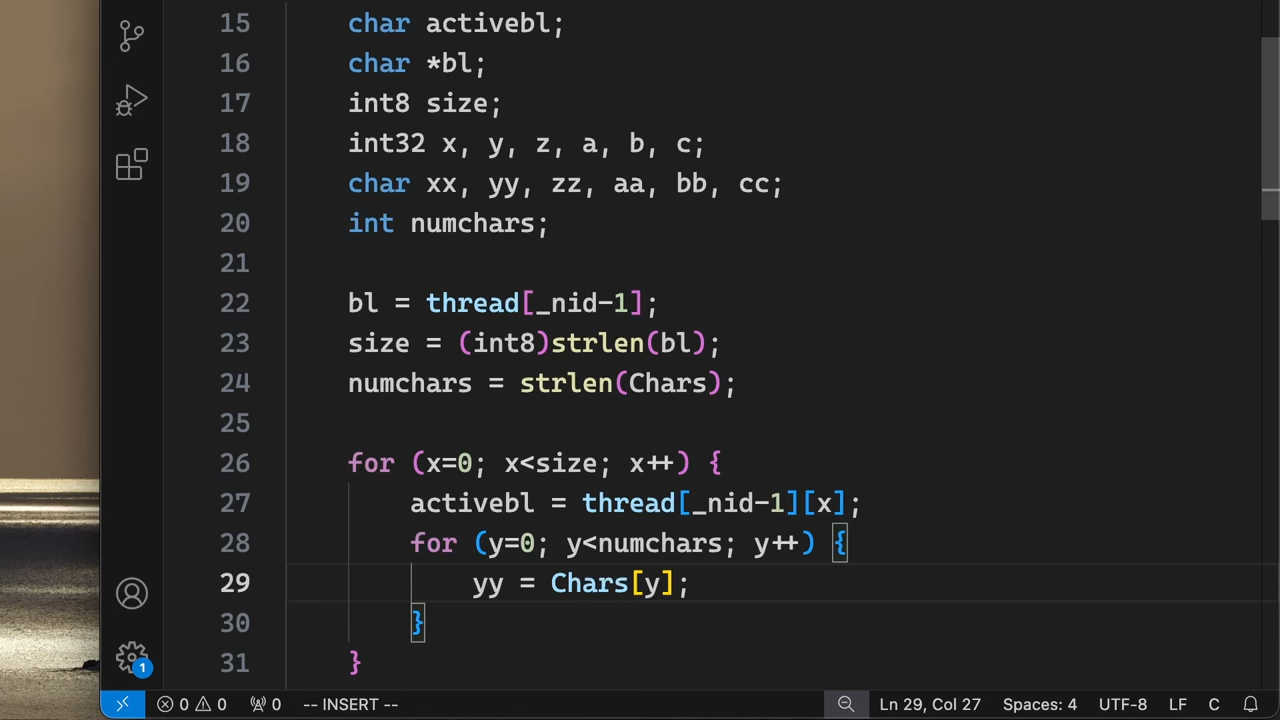 15 char activebl;
16 char *bl;
17 int8 size;
18 int32 x, y, z, a, b, c;
19 char xx, yy, zz, aa, bb, cc;
20 int numchars;
21
22 bl = thread[_nid-1];
23 size = (int8)strlen(bl);
24 numchars = strlen(Chars);
25
26 for (x=0; x<size; x++) {
27 activebl = thread[_nid-1][x];
28 for (y=0; y<numchars; y++) {
29 yy = Chars[y];
30 }
31 }
1
0 0 0 -- INSERT -- Ln 29, Col 27 Spaces: 4 UTF-8 LF C